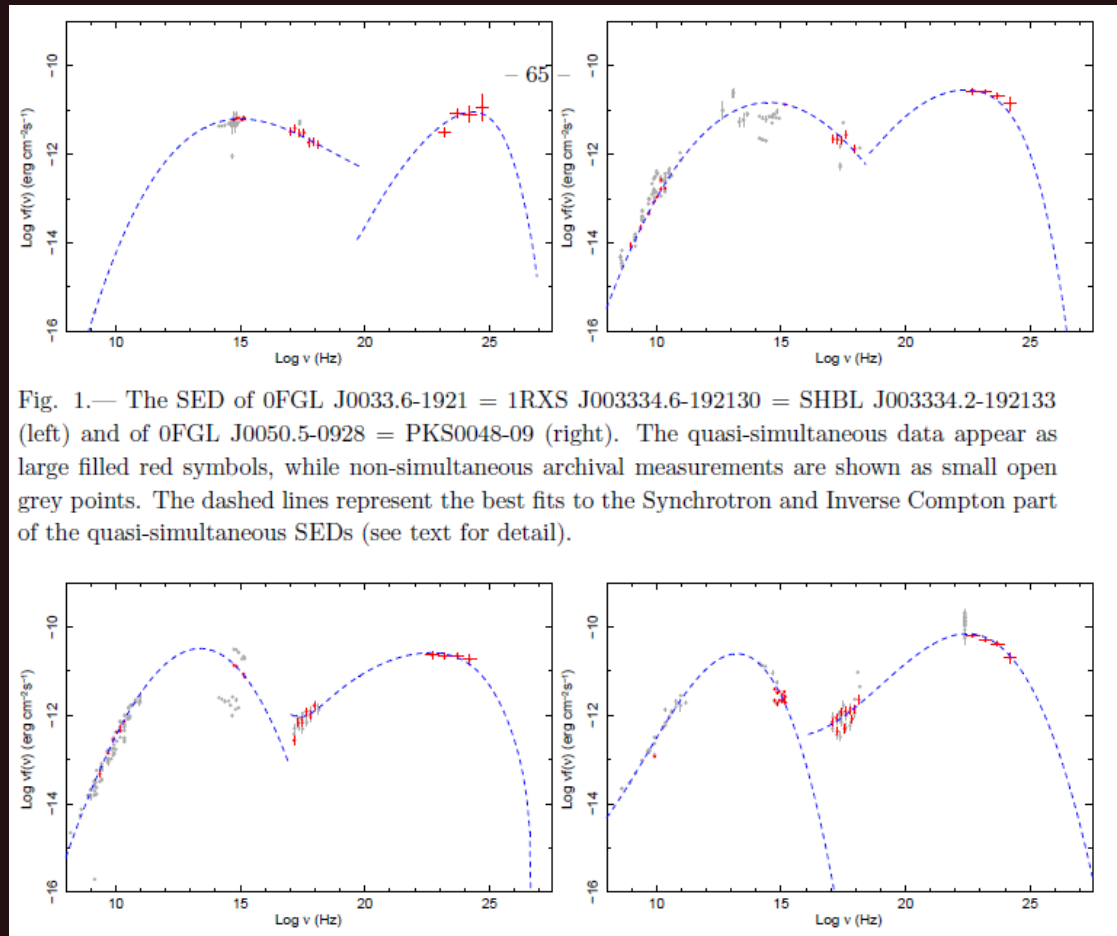 – 65 –
Log νf(ν) (erg cm⁻²s⁻¹)
-10
-12
-14
-16
10 15 20 25
Log ν (Hz)
Log νf(ν) (erg cm⁻²s⁻¹)
-10
-12
-14
-16
10 15 20 25
Log ν (Hz)
Fig. 1.— The SED of 0FGL J0033.6-1921 = 1RXS J003334.6-192130 = SHBL J003334.2-192133
(left) and of 0FGL J0050.5-0928 = PKS0048-09 (right). The quasi-simultaneous data appear as
large filled red symbols, while non-simultaneous archival measurements are shown as small open
grey points. The dashed lines represent the best fits to the Synchrotron and Inverse Compton part
of the quasi-simultaneous SEDs (see text for detail).
Log νf(ν) (erg cm⁻²s⁻¹)
-10
-12
-14
-16
10 15 20 25
Log ν (Hz)
Log νf(ν) (erg cm⁻²s⁻¹)
-10
-12
-14
-16
10 15 20 25
Log ν (Hz)